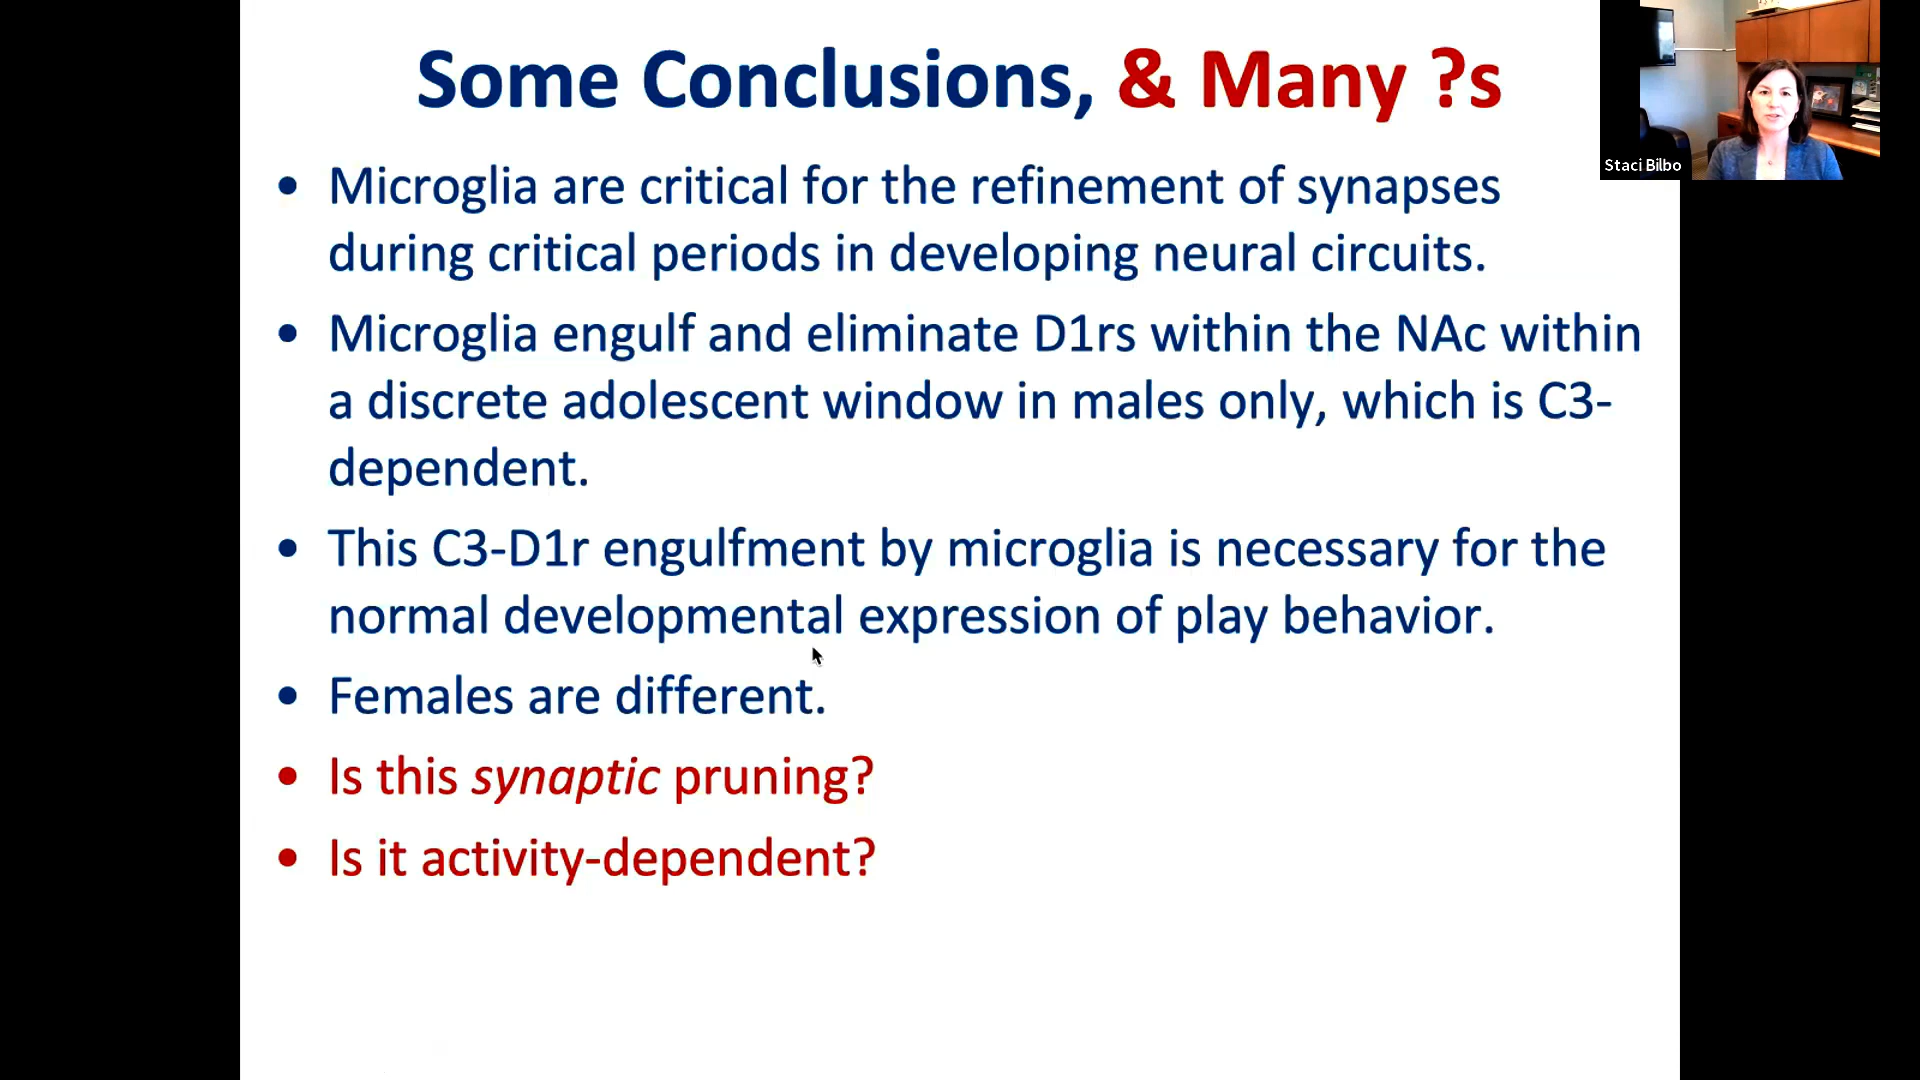 Some Conclusions, & Many ?s
Staci Bilbo
• Microglia are critical for the refinement of synapses
during critical periods in developing neural circuits.
• Microglia engulf and eliminate D1rs within the NAc within
a discrete adolescent window in males only, which is C3-
dependent.
• This C3-D1r engulfment by microglia is necessary for the
normal developmental expression of play behavior.
• Females are different.
• Is this synaptic pruning?
• Is it activity-dependent?